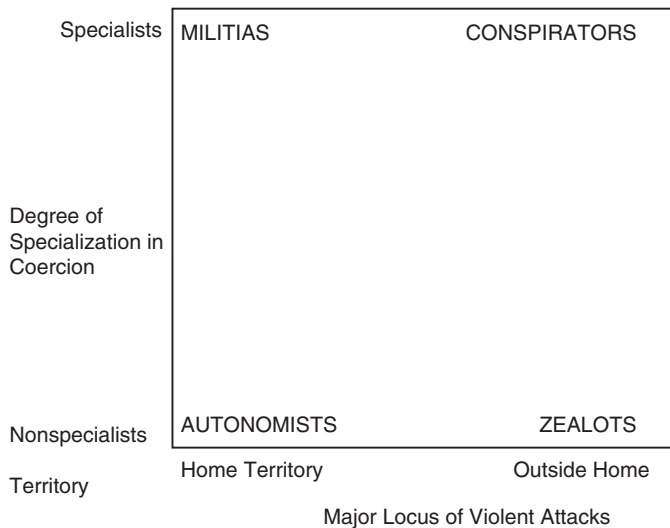 Specialists MILITIAS CONSPIRATORS
Degree of
Specialization in
Coercion
Nonspecialists AUTONOMISTS ZEALOTS
Territory Home Territory Outside Home
Major Locus of Violent Attacks